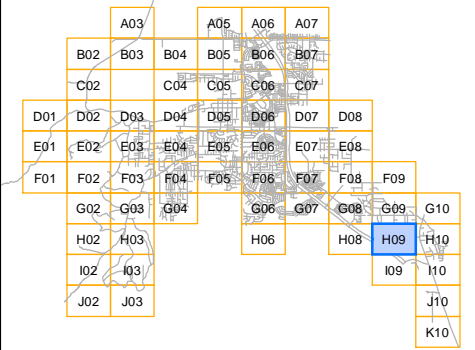 A03 A05 A06 A07
B02 B03 B04 B05 B06 B07
C02 C04 C05 C06 C07
D01 D02 D03 D04 D05 D06 D07 D08
E01 E02 E03 E04 E05 E06 E07 E08
F01 F02 F03 F04 F05 F06 F07 F08 F09
G02 G03 G04 G06 G07 G08 G09 G10
H02 H03 H06 H08 H09 H10
I02 I03 I09 I10
J02 J03 J10
K10